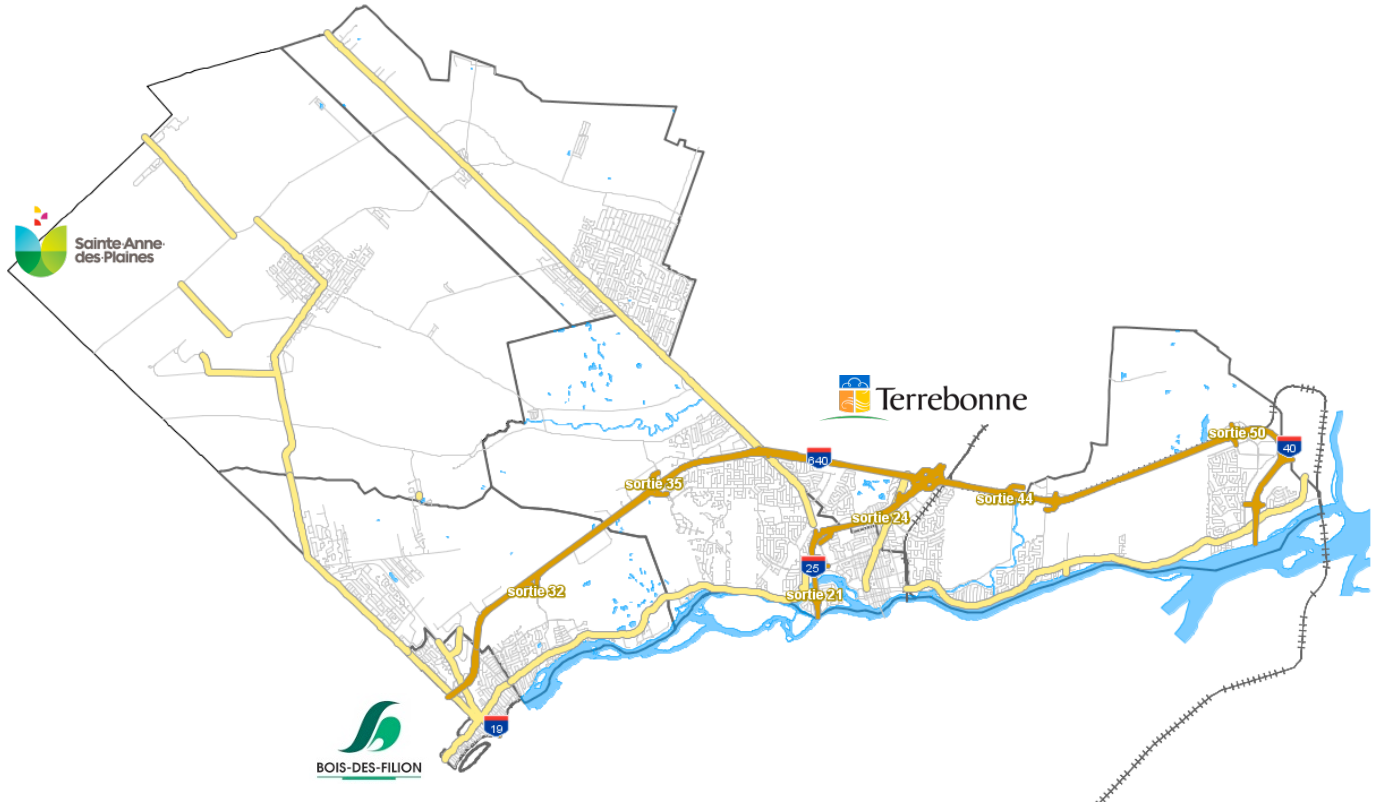 Sainte-Anne-
des-Plaines
Terrebonne
sortie 50
40
640
sortie 35
sortie 44
sortie 24
25
sortie 32
sortie 21
19
BOIS-DES-FILION